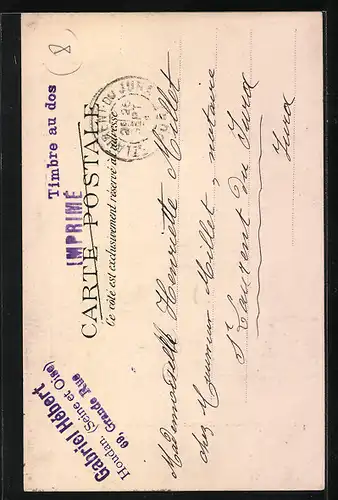 (8)
Timbre au dos
IMPRIMÉ
CARTE POSTALE
Ce côté est exclusivement réservé à l'adresse
Gabriel Hébert
Houdan. (Seine et Oise)
69, Grande Rue
Mademoiselle Henriette Millet
chez Monsieur Millet, notaire
St Laurent du Jura
Jura